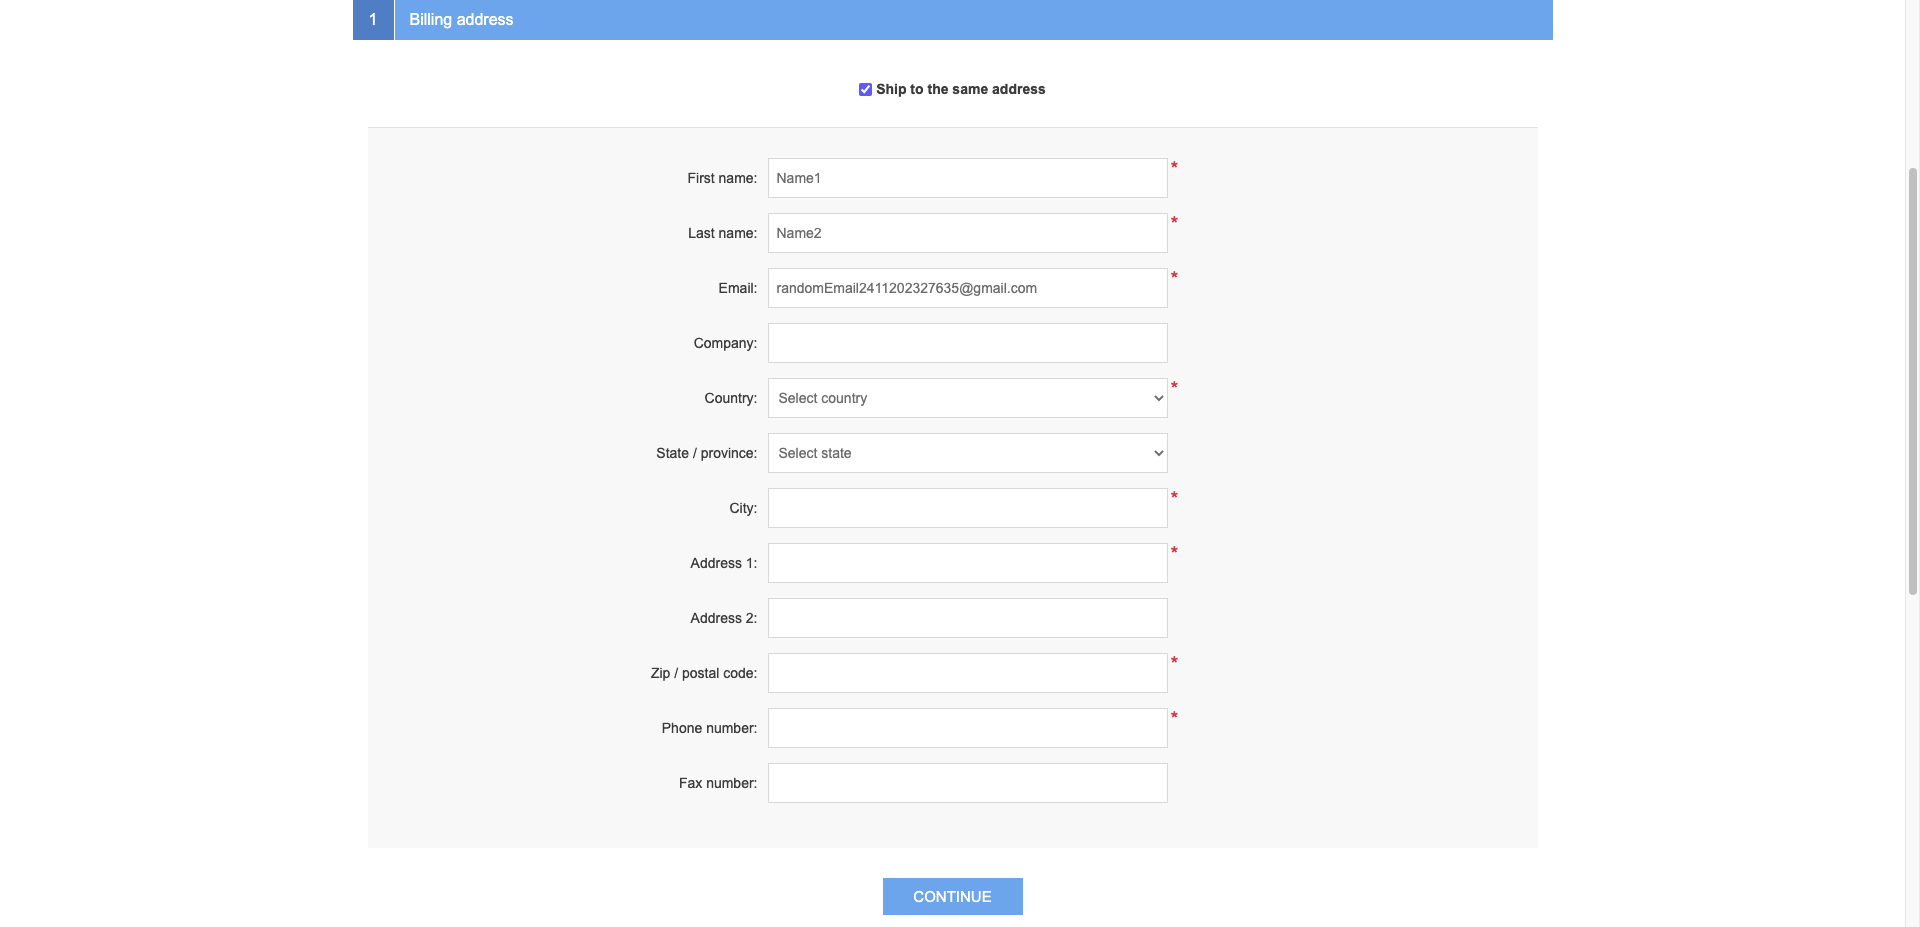 1 Billing address
Ship to the same address
First name: Name1 *
Last name: Name2 *
Email: randomEmail2411202327635@gmail.com *
Company:
Country: Select country *
State / province: Select state
City: *
Address 1: *
Address 2:
Zip / postal code: *
Phone number: *
Fax number:
CONTINUE